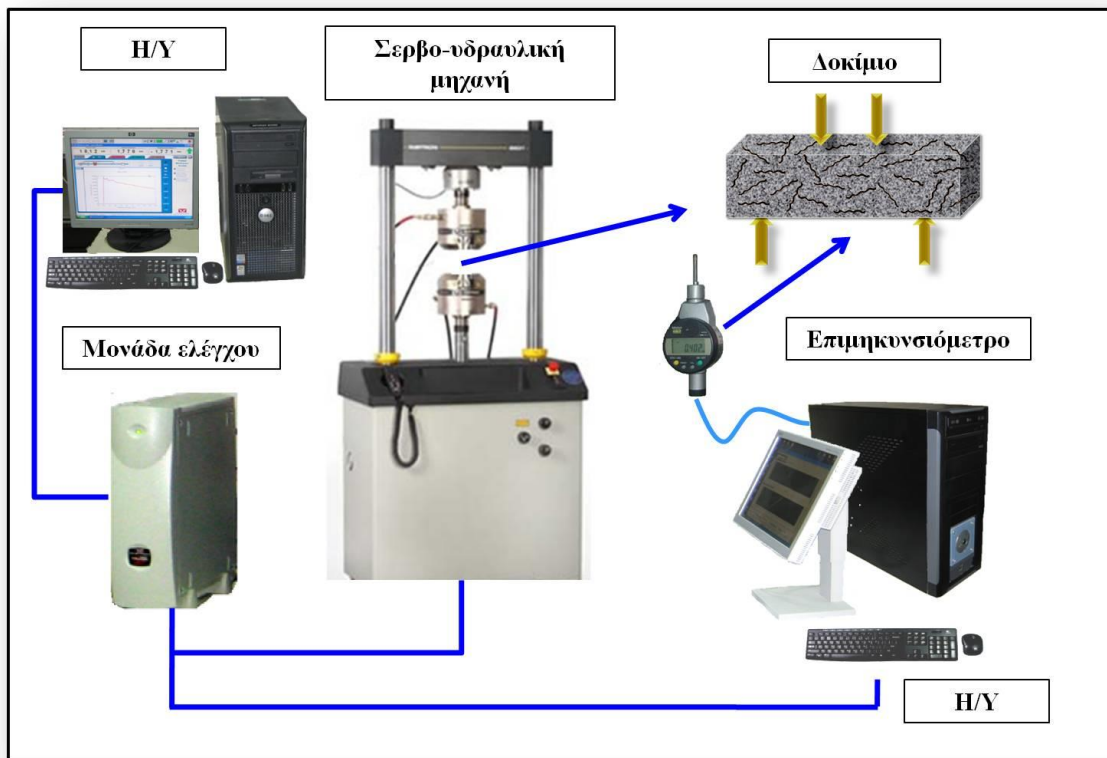 Η/Υ
Σερβο-υδραυλική
μηχανή
Δοκίμιο
Μονάδα ελέγχου
Επιμηκυνσιόμετρο
Η/Υ